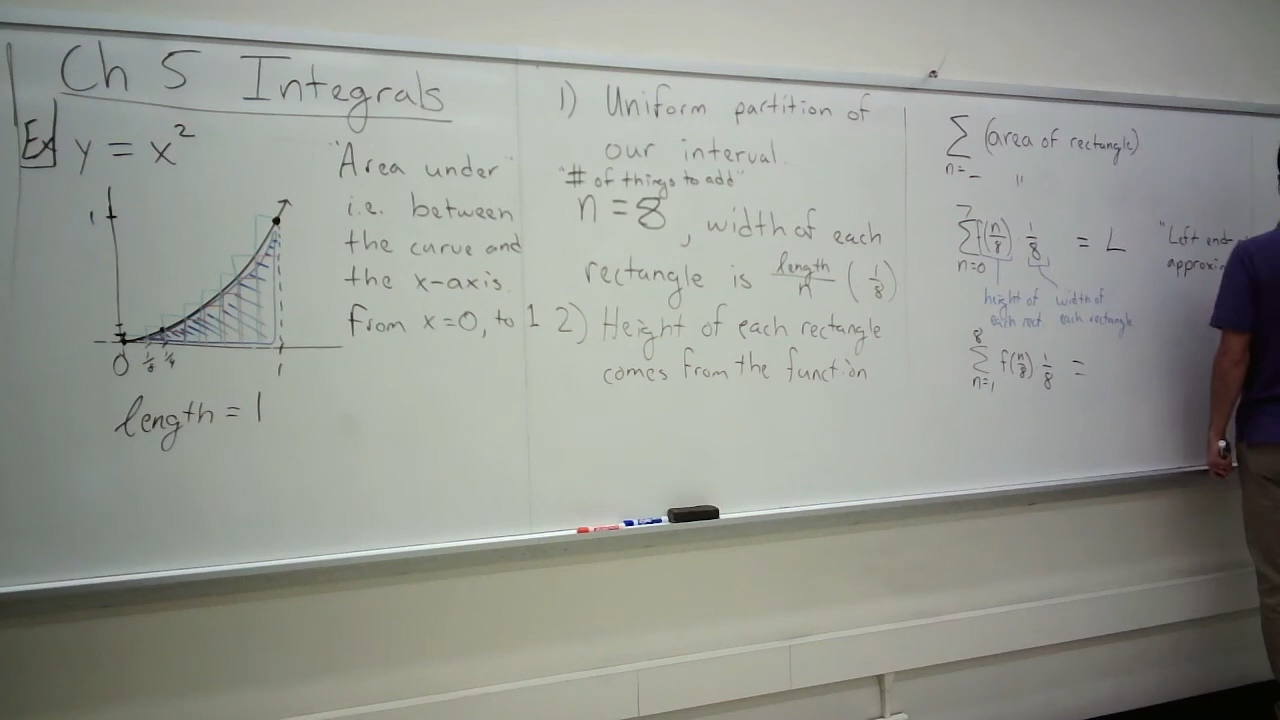 Ch 5 Integrals
Ex y = x²
"Area under"
i.e. between
the curve and
the x-axis.
from x=0, to 1
1
0 1/8 1/4 1
length = 1
1) Uniform partition of
our interval.
"# of things to add"
n = 8, width of each
rectangle is length/n (1/8)
2) Height of each rectangle
comes from the function
∑ (area of rectangle)
n=_ "
7
∑ f(n/8) · 1/8 = L "Left end
n=0 
height of width of
each rect each rectangle
8
∑ f(n/8) 1/8 =
n=1